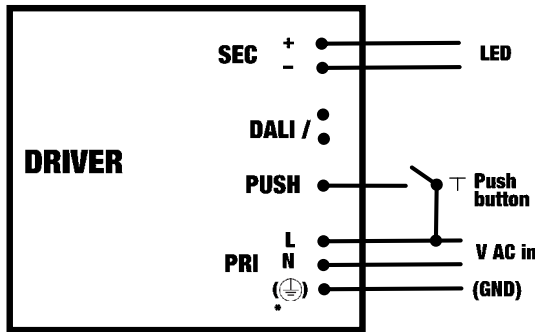 SEC + LED
−
DALI /
DRIVER
PUSH Push
button
L
PRI N V AC in
(⏚) (GND)
*